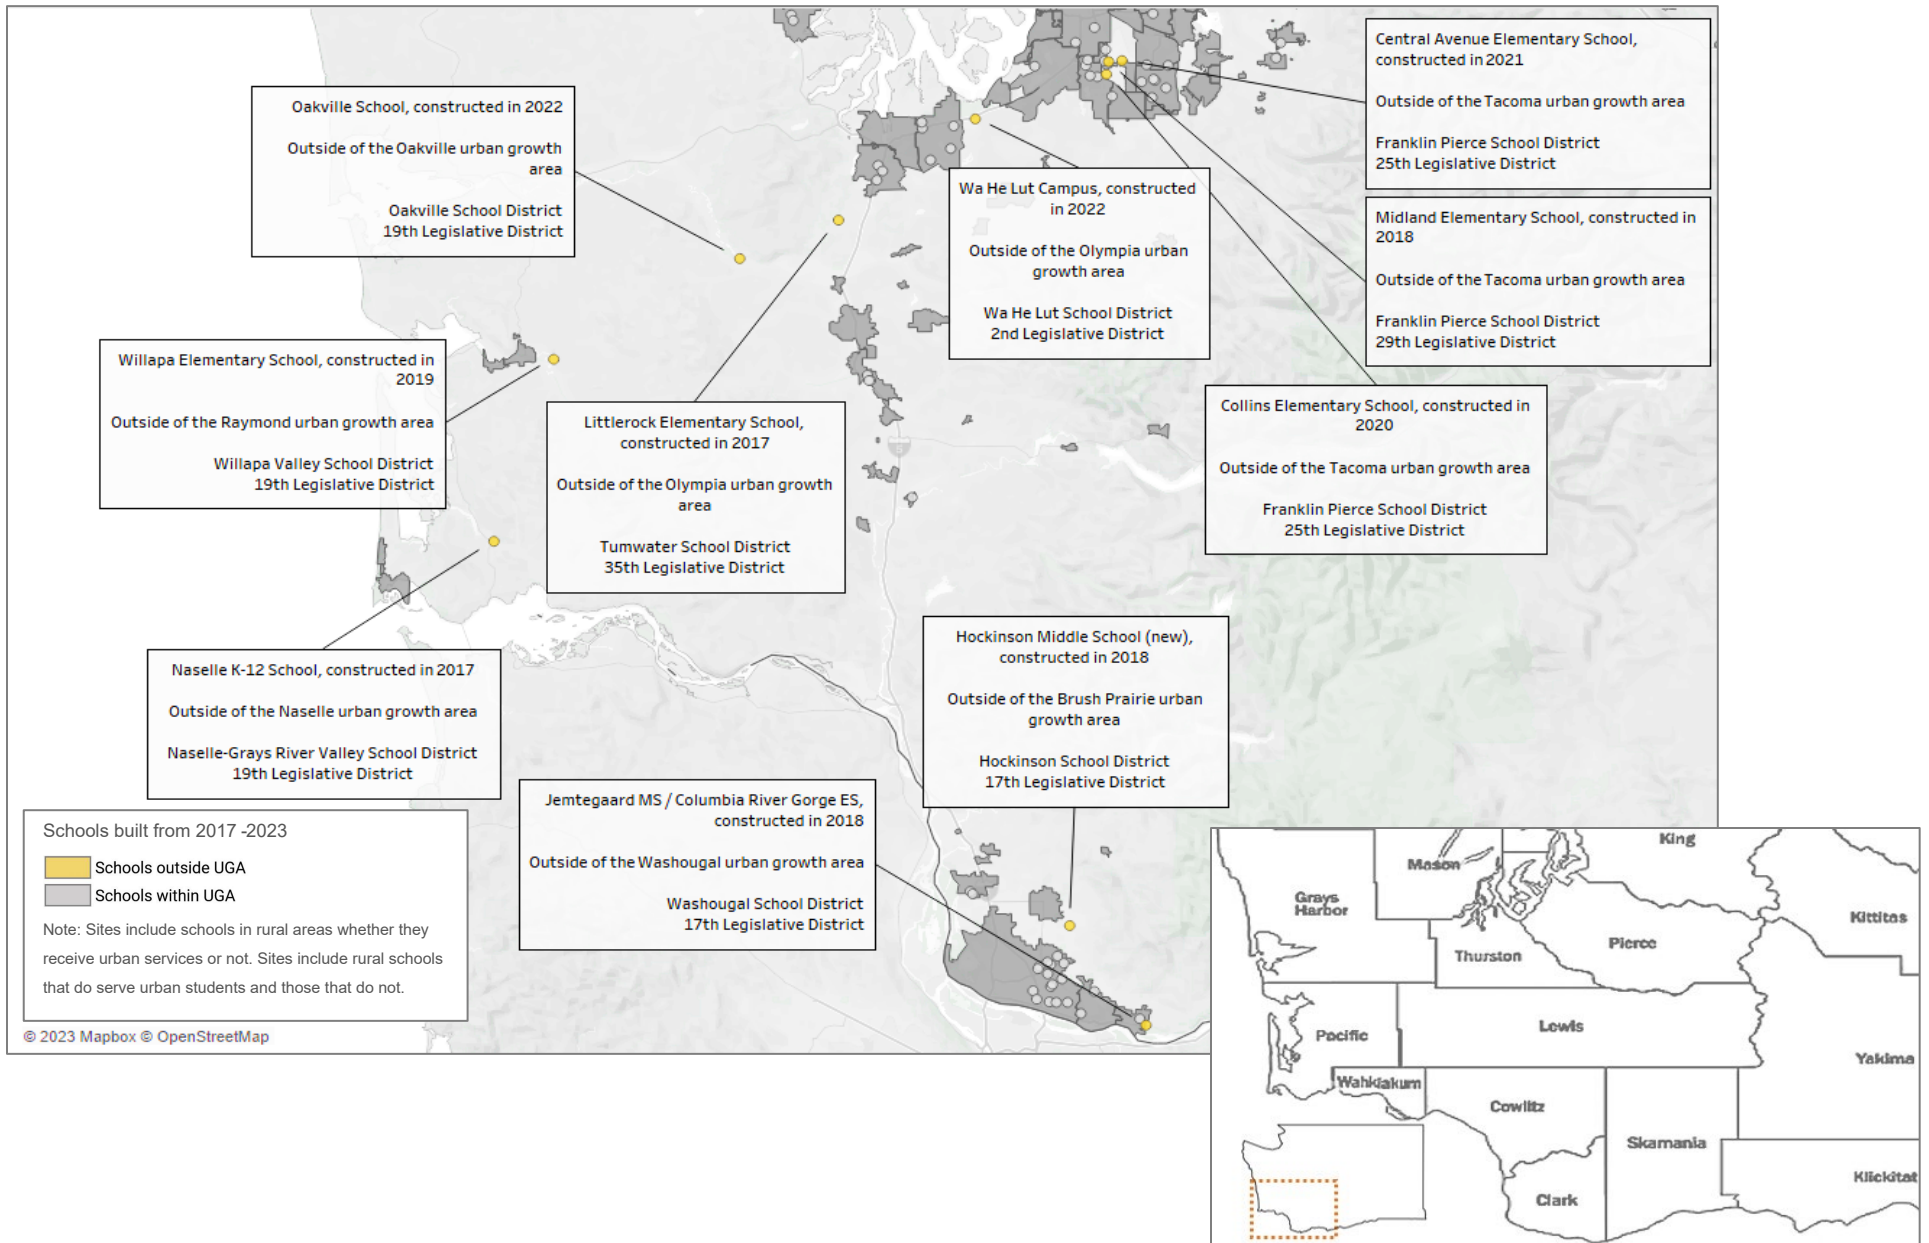 Central Avenue Elementary School,
constructed in 2021
Outside of the Tacoma urban growth area
Franklin Pierce School District
25th Legislative District
Oakville School, constructed in 2022
Outside of the Oakville urban growth
area
Oakville School District
19th Legislative District
Wa He Lut Campus, constructed
in 2022
Outside of the Olympia urban
growth area
Wa He Lut School District
2nd Legislative District
Midland Elementary School, constructed in
2018
Outside of the Tacoma urban growth area
Franklin Pierce School District
29th Legislative District
Willapa Elementary School, constructed in
2019
Outside of the Raymond urban growth area
Willapa Valley School District
19th Legislative District
Littlerock Elementary School,
constructed in 2017
Outside of the Olympia urban growth
area
Tumwater School District
35th Legislative District
Collins Elementary School, constructed in
2020
Outside of the Tacoma urban growth area
Franklin Pierce School District
25th Legislative District
Naselle K-12 School, constructed in 2017
Outside of the Naselle urban growth area
Naselle-Grays River Valley School District
19th Legislative District
Hockinson Middle School (new),
constructed in 2018
Outside of the Brush Prairie urban
growth area
Hockinson School District
17th Legislative District
Jemtegaard MS / Columbia River Gorge ES,
constructed in 2018
Outside of the Washougal urban growth area
Washougal School District
17th Legislative District
Schools built from 2017 -2023
Schools outside UGA
Schools within UGA
Note: Sites include schools in rural areas whether they
receive urban services or not. Sites include rural schools
that do serve urban students and those that do not.
© 2023 Mapbox © OpenStreetMap
King
Mason
Grays
Harbor
Kittitas
Pierce
Thurston
Lewis
Pacific
Yakima
Wahkiakum
Cowlitz
Skamania
Klickitat
Clark